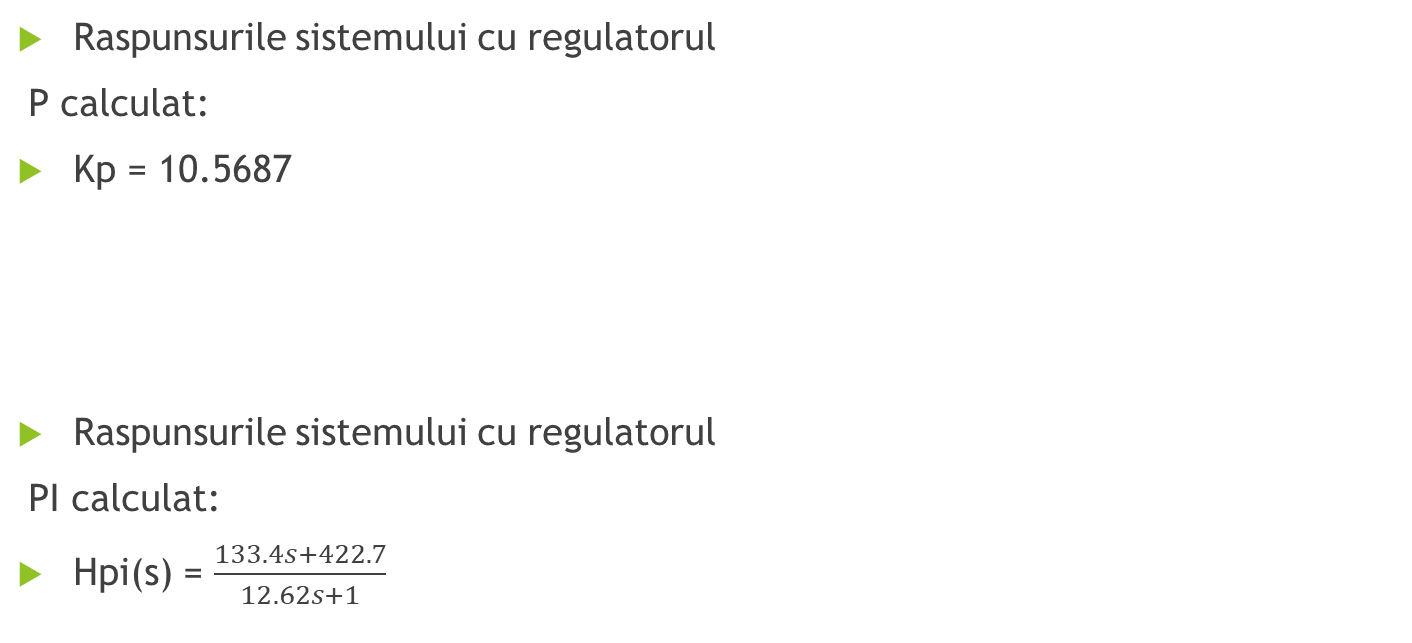 Raspunsurile sistemului cu regulatorul
P calculat:
Kp = 10.5687
Raspunsurile sistemului cu regulatorul
PI calculat:
Hpi(s) = \frac{133.4s+422.7}{12.62s+1}